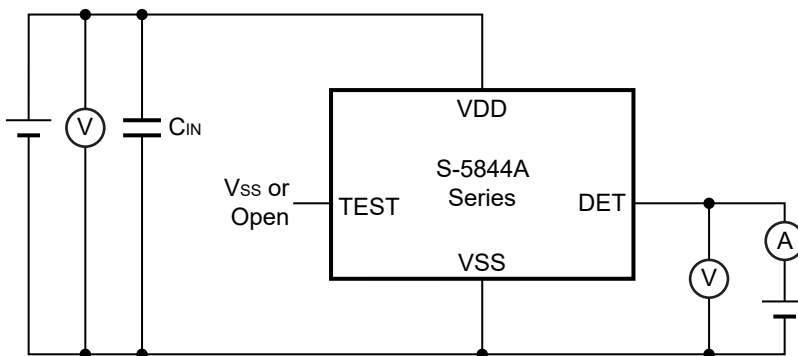 VDD
V
CIN
S-5844A
Series
VSS or
Open
TEST
DET
A
VSS
V